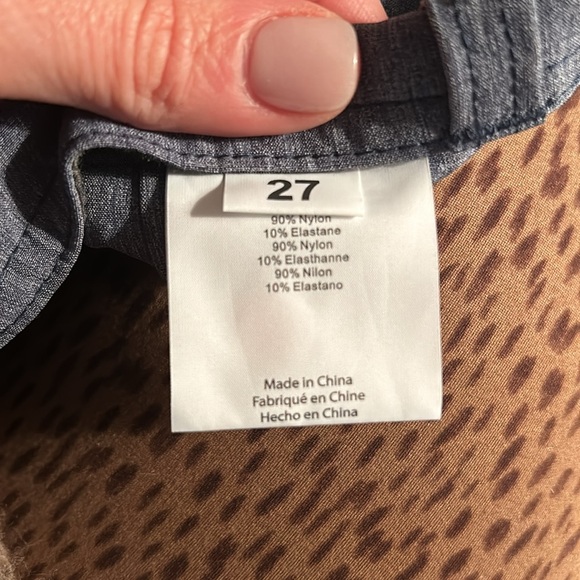 27
90% Nylon
10% Elastane
90% Nylon
10% Elasthanne
90% Nilon
10% Elastano
Made in China
Fabriqué en Chine
Hecho en China